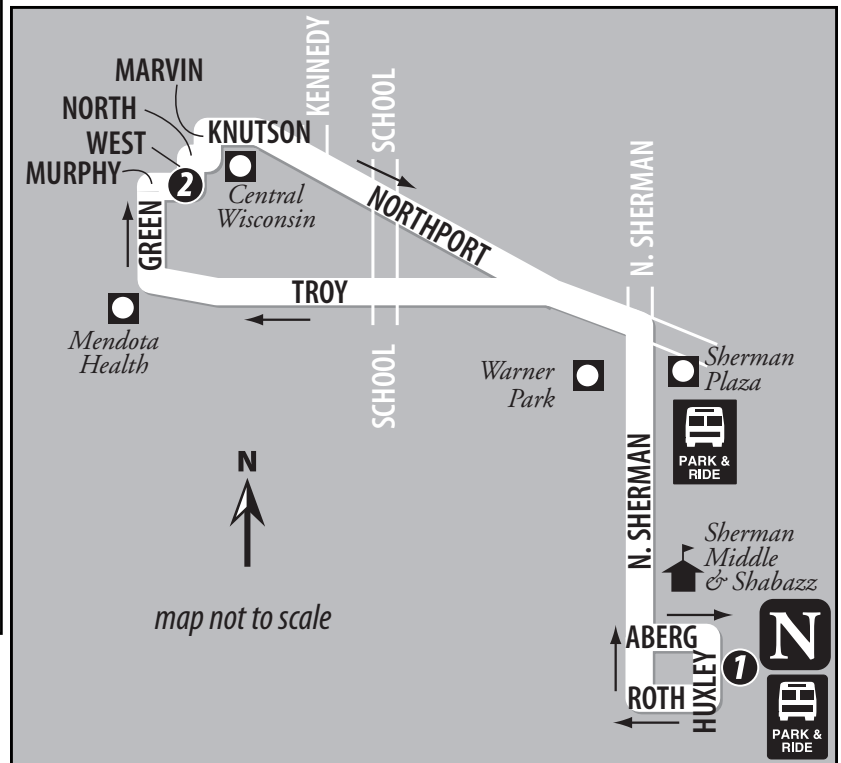 MARVIN
NORTH
WEST
MURPHY
KNUTSON
KENNEDY
SCHOOL
2
Central
Wisconsin
GREEN
NORTHPORT
N. SHERMAN
TROY
Mendota
Health
SCHOOL
Warner
Park
Sherman
Plaza
PARK &
RIDE
N
N. SHERMAN
map not to scale
Sherman
Middle
& Shabazz
ABERG
HUXLEY
1
N
ROTH
PARK &
RIDE